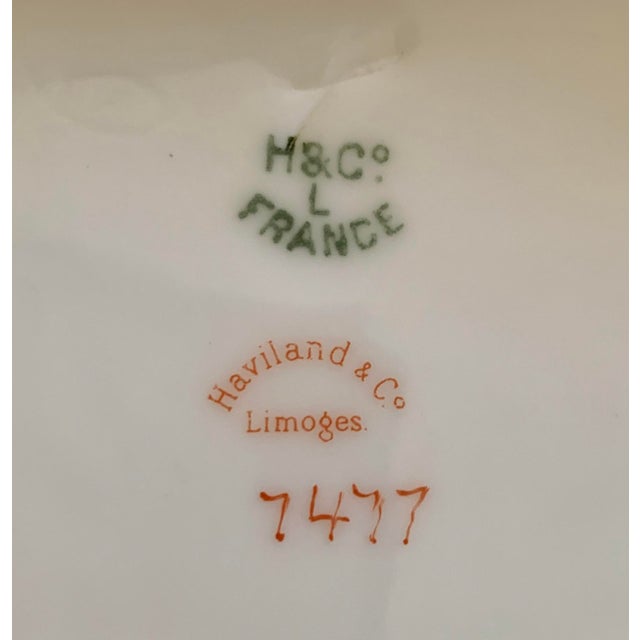 H&Co
L
FRANCE
Haviland & Co
Limoges.
7477